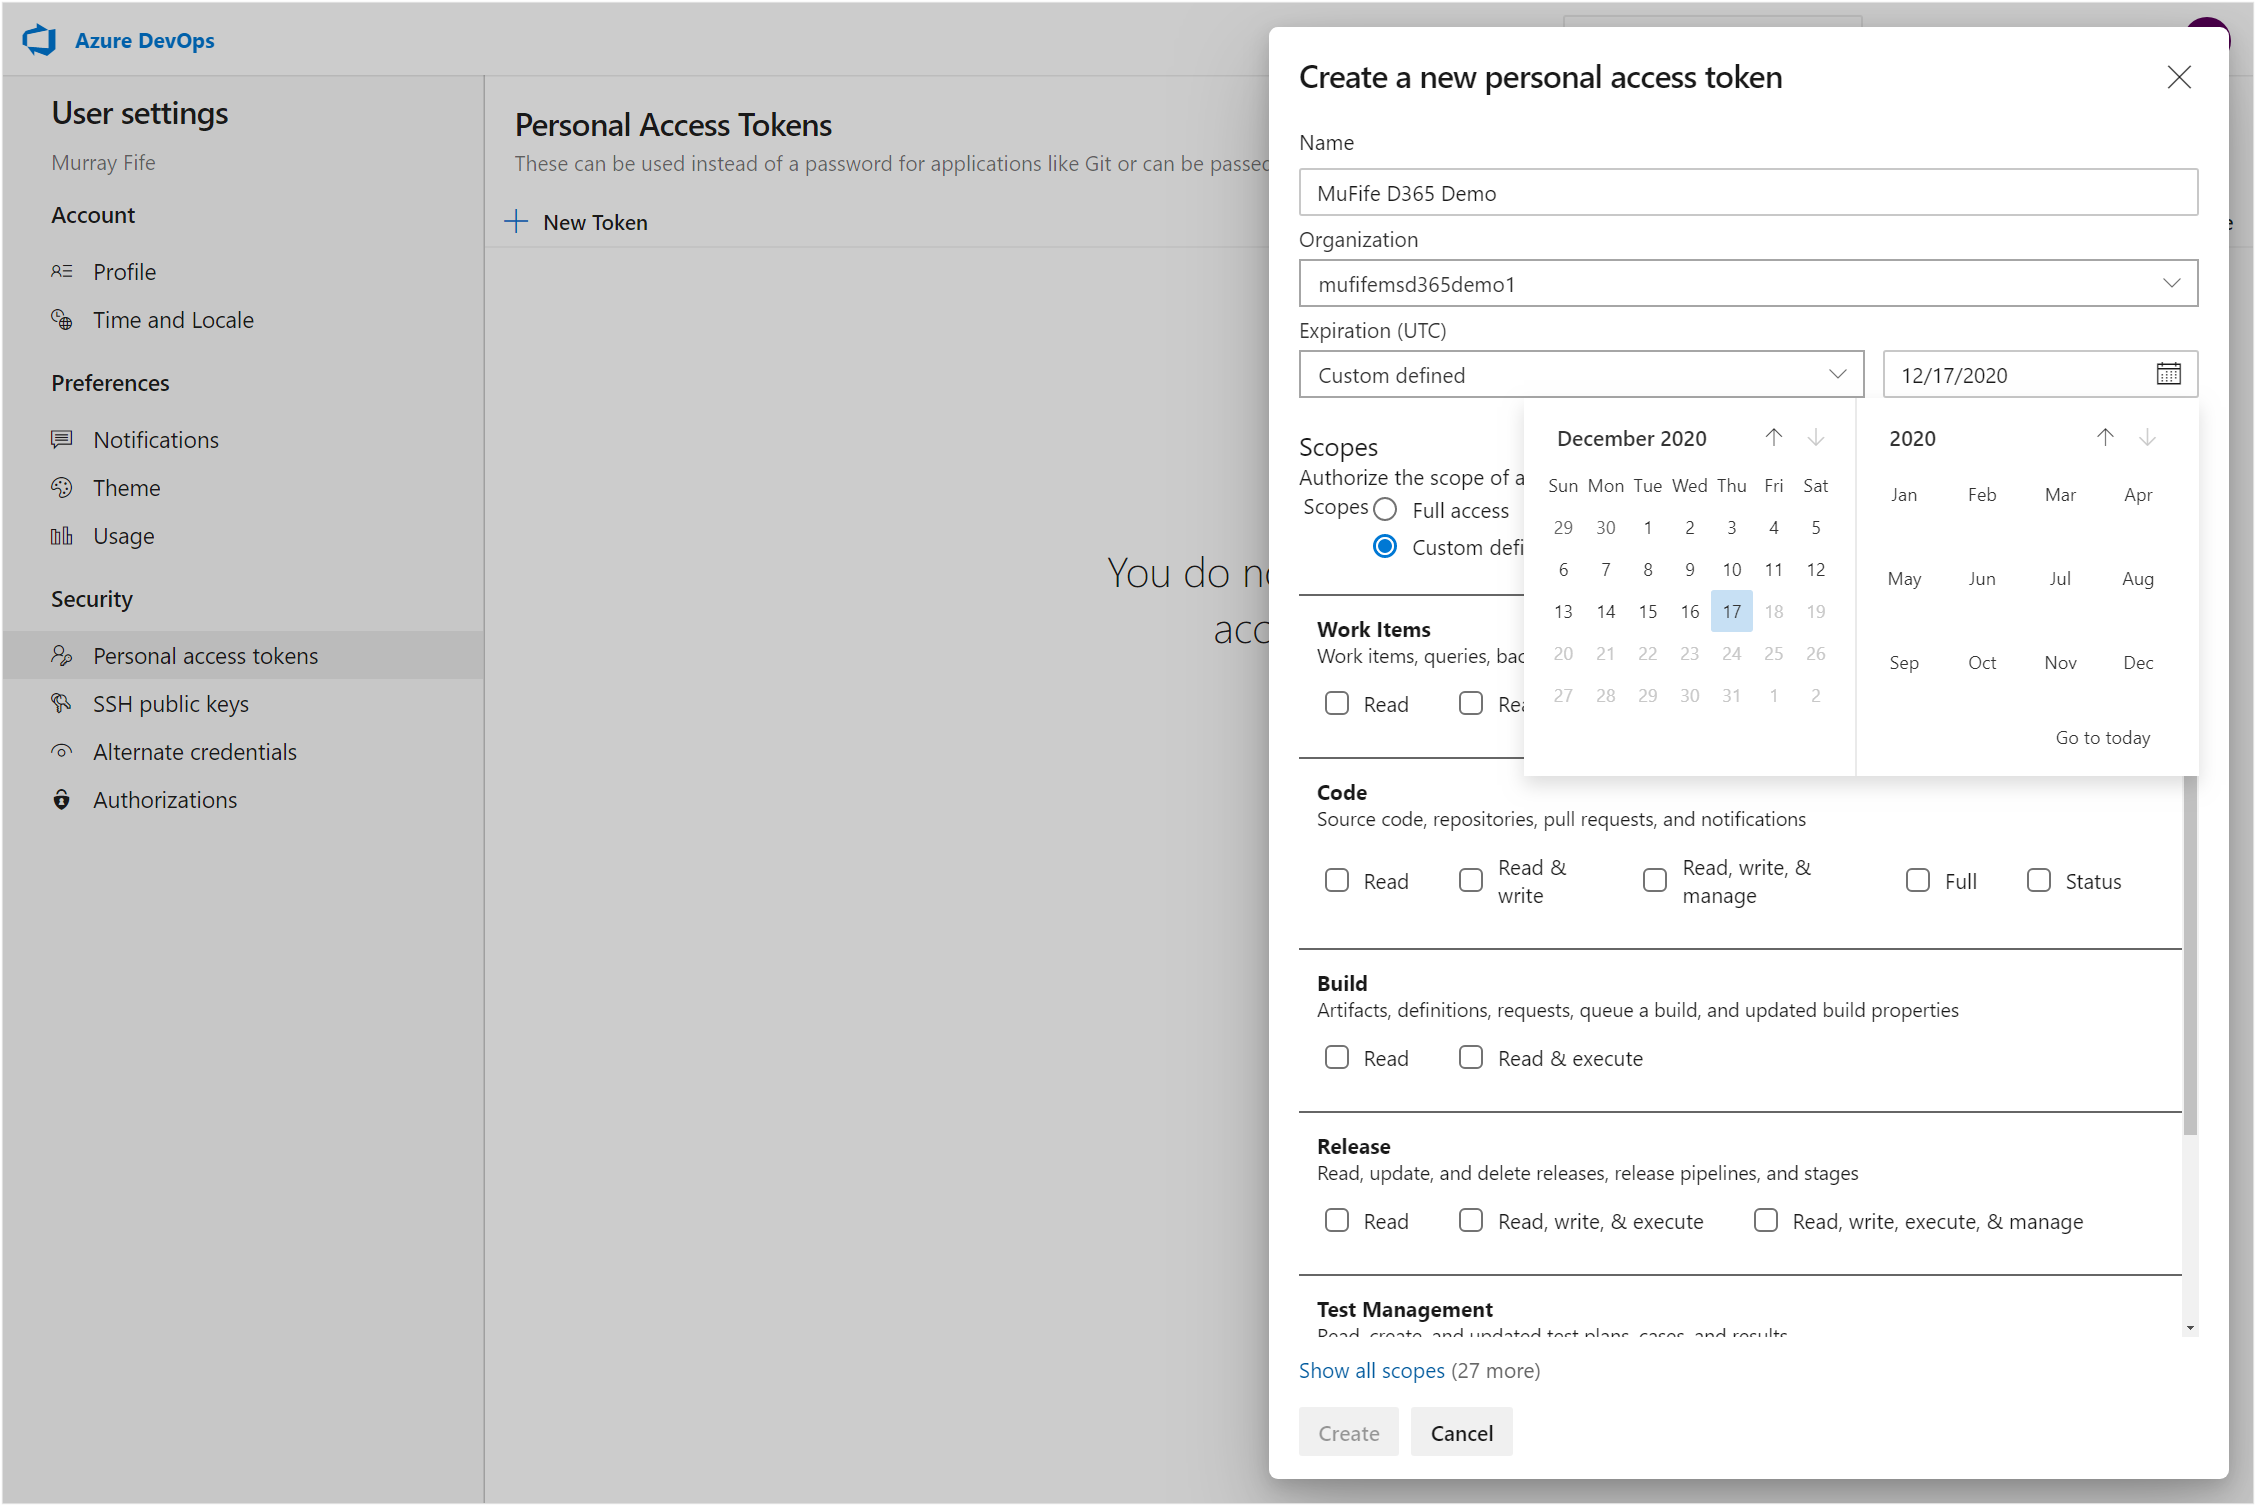 Azure DevOps
User settings
Murray Fife
Account
Profile
Time and Locale
Preferences
Notifications
Theme
Usage
Security
Personal access tokens
SSH public keys
Alternate credentials
Authorizations
Personal Access Tokens
These can be used instead of a password for applications like Git or can be passed
New Token
You do
Create a new personal access token
Name
MuFife D365 Demo
Organization
mufifemsd365demo1
Expiration (UTC)
Custom defined
12/17/2020
December 2020
Sun Mon Tue Wed Thu Fri Sat
29 30 1 2 3 4 5
6 7 8 9 10 11 12
13 14 15 16 17 18 19
20 21 22 23 24 25 26
27 28 29 30 31 1 2
2020
Jan Feb Mar Apr
May Jun Jul Aug
Sep Oct Nov Dec
Go to today
Scopes
Authorize the scope of a
Scopes Full access
Custom defi
Work Items
Work items, queries, bac
Read Rea
Code
Source code, repositories, pull requests, and notifications
Read Read & write Read, write, & manage Full Status
Build
Artifacts, definitions, requests, queue a build, and updated build properties
Read Read & execute
Release
Read, update, and delete releases, release pipelines, and stages
Read Read, write, & execute Read, write, execute, & manage
Test Management
Read, create, and updated test plans, cases, and results
Show all scopes (27 more)
Create Cancel